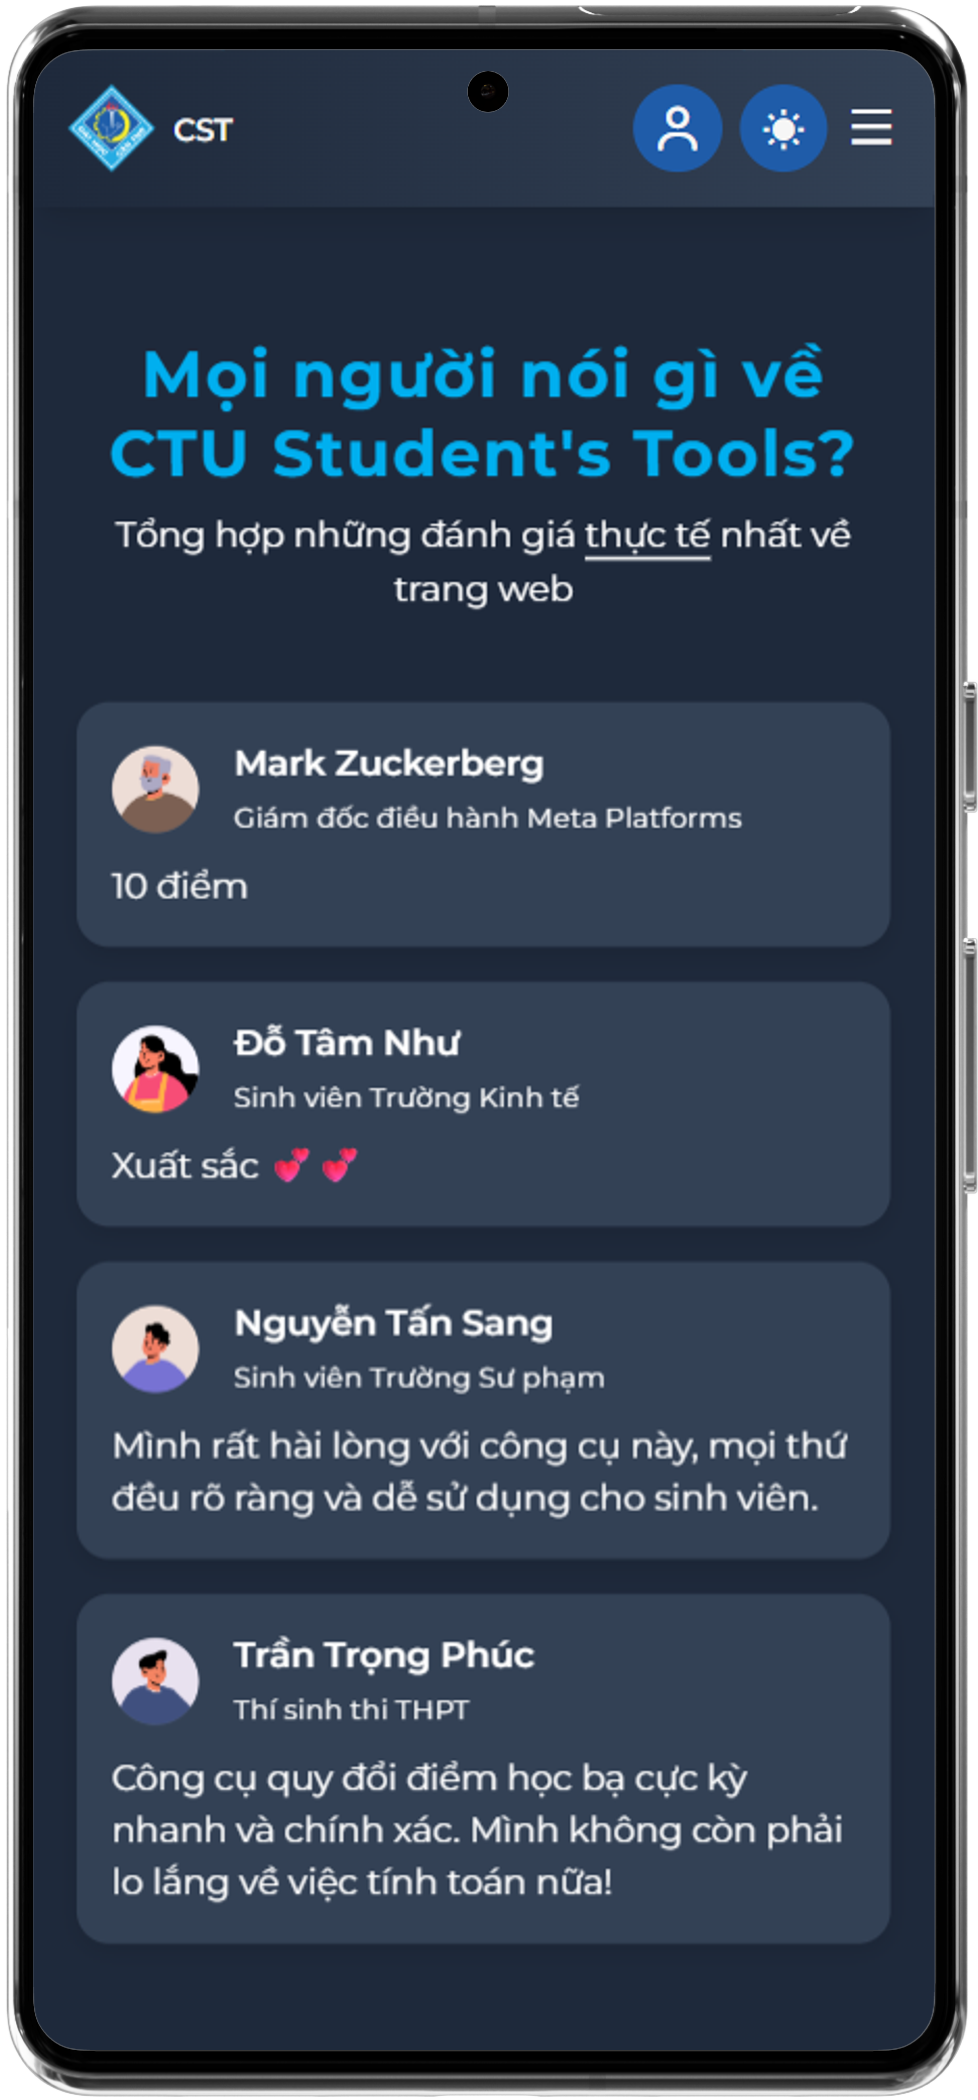 CST
Mọi người nói gì về
CTU Student's Tools?
Tổng hợp những đánh giá thực tế nhất về
trang web
Mark Zuckerberg
Giám đốc điều hành Meta Platforms
10 điểm
Đỗ Tâm Như
Sinh viên Trường Kinh tế
Xuất sắc 💕 💕
Nguyễn Tấn Sang
Sinh viên Trường Sư phạm
Mình rất hài lòng với công cụ này, mọi thứ
đều rõ ràng và dễ sử dụng cho sinh viên.
Trần Trọng Phúc
Thí sinh thi THPT
Công cụ quy đổi điểm học bạ cực kỳ
nhanh và chính xác. Mình không còn phải
lo lắng về việc tính toán nữa!